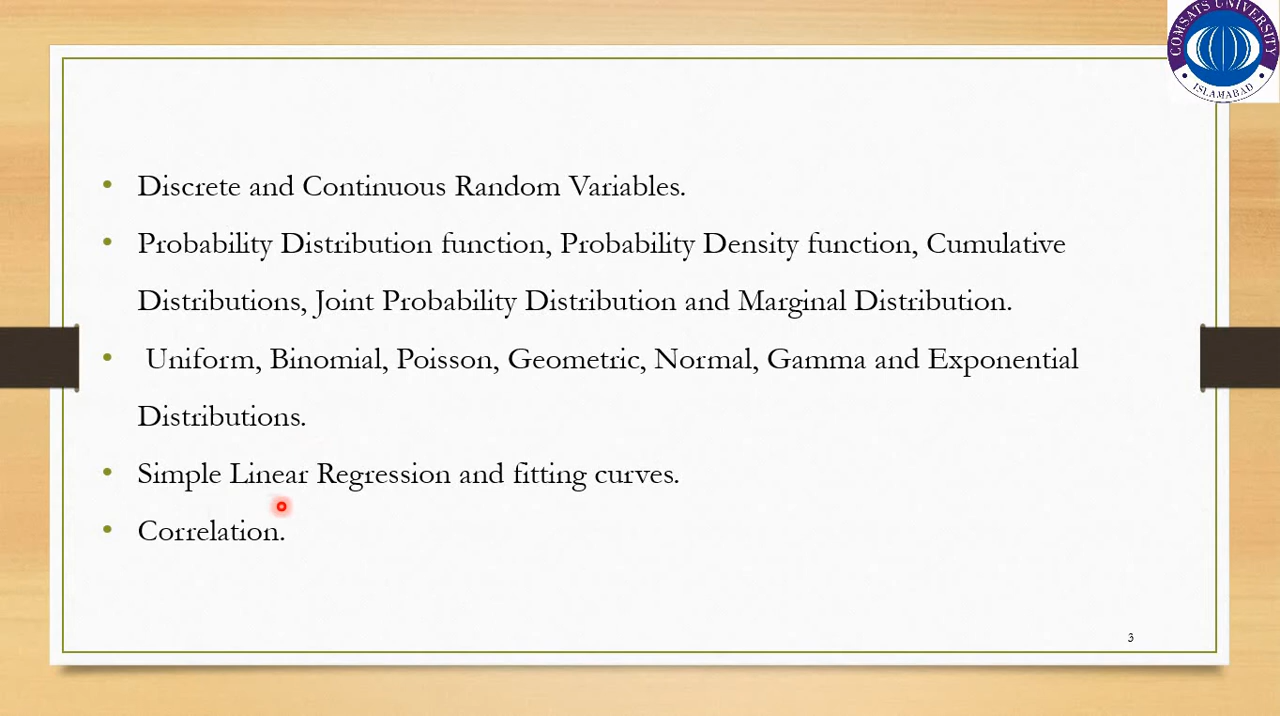 COMSATS UNIVERSITY
ISLAMABAD
• Discrete and Continuous Random Variables.
• Probability Distribution function, Probability Density function, Cumulative
Distributions, Joint Probability Distribution and Marginal Distribution.
• Uniform, Binomial, Poisson, Geometric, Normal, Gamma and Exponential
Distributions.
• Simple Linear Regression and fitting curves.
• Correlation.
3